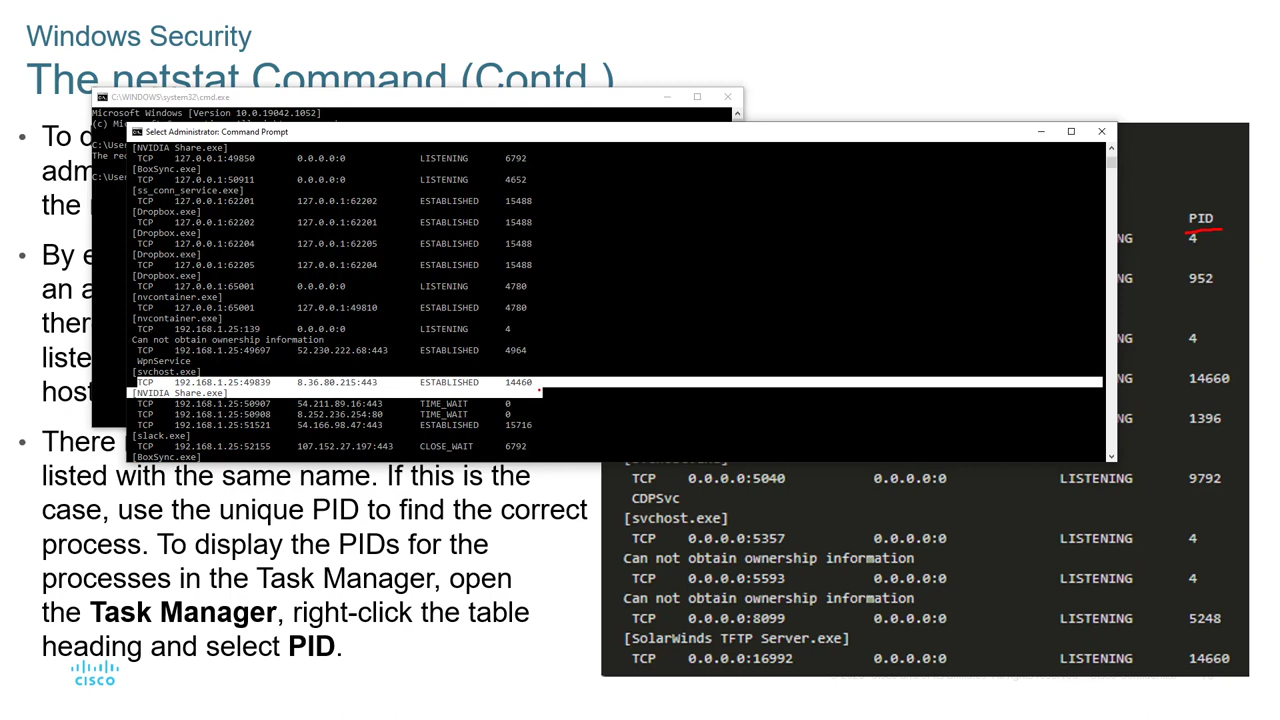 Windows Security
The netstat Command (Contd.)
C:\WINDOWS\system32\cmd.exe
Microsoft Windows [Version 10.0.19042.1052]
(c) Mi
C:\User
The req
C:\User
Select Administrator: Command Prompt
[NVIDIA Share.exe]
TCP 127.0.0.1:49850 0.0.0.0:0 LISTENING 6792
[BoxSync.exe]
TCP 127.0.0.1:50911 0.0.0.0:0 LISTENING 4652
[ss_conn_service.exe]
TCP 127.0.0.1:62201 127.0.0.1:62202 ESTABLISHED 15488
[Dropbox.exe]
TCP 127.0.0.1:62202 127.0.0.1:62201 ESTABLISHED 15488
[Dropbox.exe]
TCP 127.0.0.1:62204 127.0.0.1:62205 ESTABLISHED 15488
[Dropbox.exe]
TCP 127.0.0.1:62205 127.0.0.1:62204 ESTABLISHED 15488
[Dropbox.exe]
TCP 127.0.0.1:65001 0.0.0.0:0 LISTENING 4780
[nvcontainer.exe]
TCP 127.0.0.1:65001 127.0.0.1:49810 ESTABLISHED 4780
[nvcontainer.exe]
TCP 192.168.1.25:139 0.0.0.0:0 LISTENING 4
Can not obtain ownership information
TCP 192.168.1.25:49697 52.230.222.68:443 ESTABLISHED 4964
WpnService
[svchost.exe]
TCP 192.168.1.25:49839 8.36.80.215:443 ESTABLISHED 14460
[NVIDIA Share.exe]
TCP 192.168.1.25:50907 54.211.89.16:443 TIME_WAIT 0
TCP 192.168.1.25:50908 8.252.236.254:80 TIME_WAIT 0
TCP 192.168.1.25:51521 54.166.98.47:443 ESTABLISHED 15716
[slack.exe]
TCP 192.168.1.25:52155 107.152.27.197:443 CLOSE_WAIT 6792
[BoxSync.exe]
• To d
adm
the
• By e
an a
ther
liste
host
• There
listed with the same name. If this is the
case, use the unique PID to find the correct
process. To display the PIDs for the
processes in the Task Manager, open
the Task Manager, right-click the table
heading and select PID.
PID
NG 4
952
NG 4
NG 14660
NG 1396
TCP 0.0.0.0:5040 0.0.0.0:0 LISTENING 9792
CDPSvc
[svchost.exe]
TCP 0.0.0.0:5357 0.0.0.0:0 LISTENING 4
Can not obtain ownership information
TCP 0.0.0.0:5593 0.0.0.0:0 LISTENING 4
Can not obtain ownership information
TCP 0.0.0.0:8099 0.0.0.0:0 LISTENING 5248
[SolarWinds TFTP Server.exe]
TCP 0.0.0.0:16992 0.0.0.0:0 LISTENING 14660
CISCO